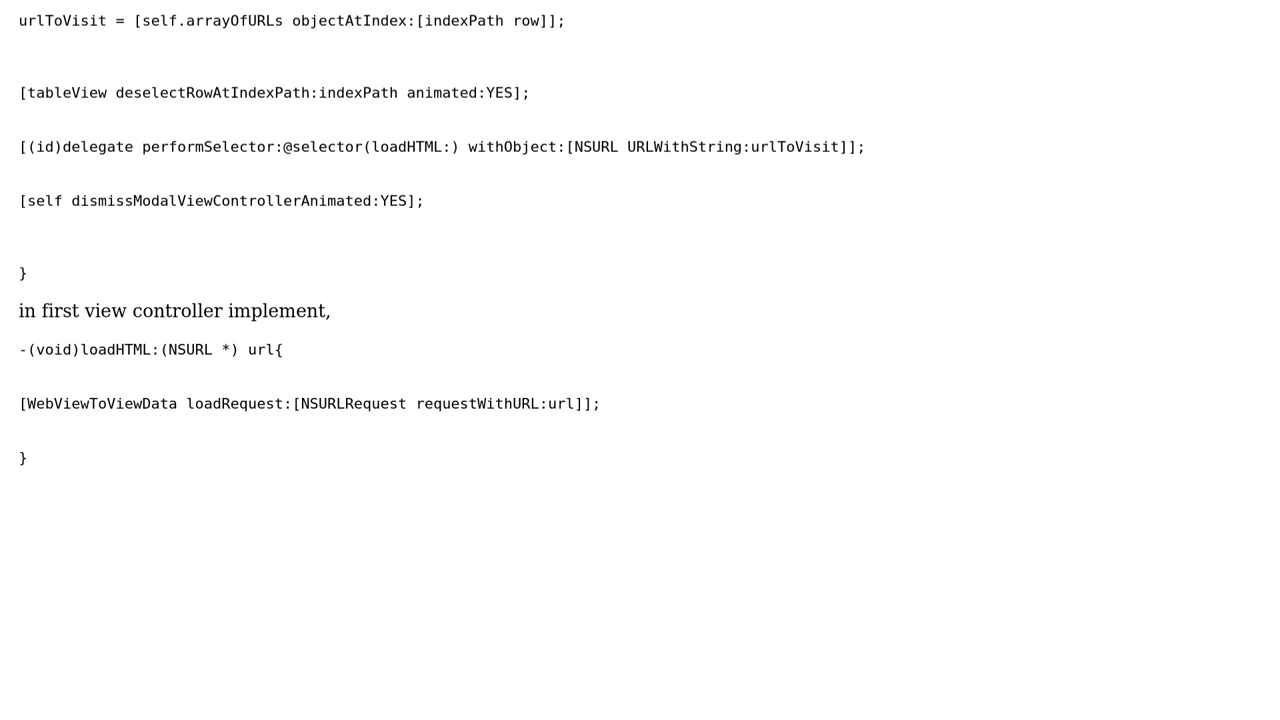 urlToVisit = [self.arrayOfURLs objectAtIndex:[indexPath row]];
[tableView deselectRowAtIndexPath:indexPath animated:YES];
[(id)delegate performSelector:@selector(loadHTML:) withObject:[NSURL URLWithString:urlToVisit]];
[self dismissModalViewControllerAnimated:YES];
}
in first view controller implement,
-(void)loadHTML:(NSURL *) url{
[WebViewToViewData loadRequest:[NSURLRequest requestWithURL:url]];
}